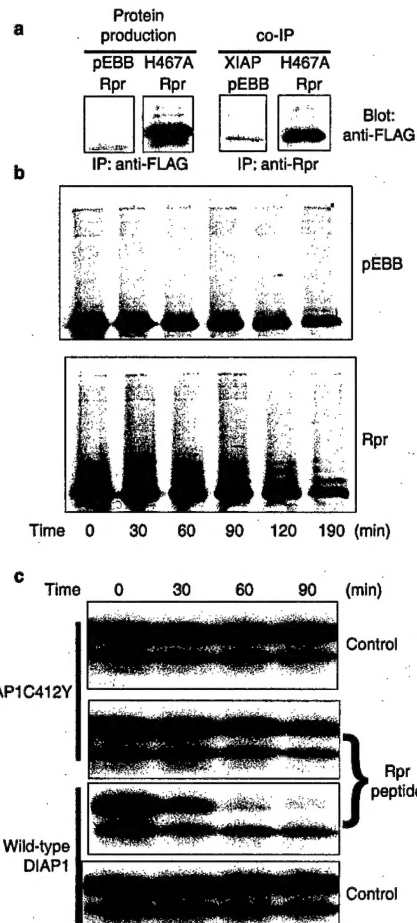 a
Protein production
co-IP
pEBB H467A XIAP H467A
Rpr Rpr pEBB Rpr
Blot: anti-FLAG
IP: anti-FLAG IP: anti-Rpr
b
pEBB
Rpr
Time 0 30 60 90 120 190 (min)
c
Time 0 30 60 90 (min)
Control
AP1C412Y
Rpr peptide
Wild-type DIAP1
Control